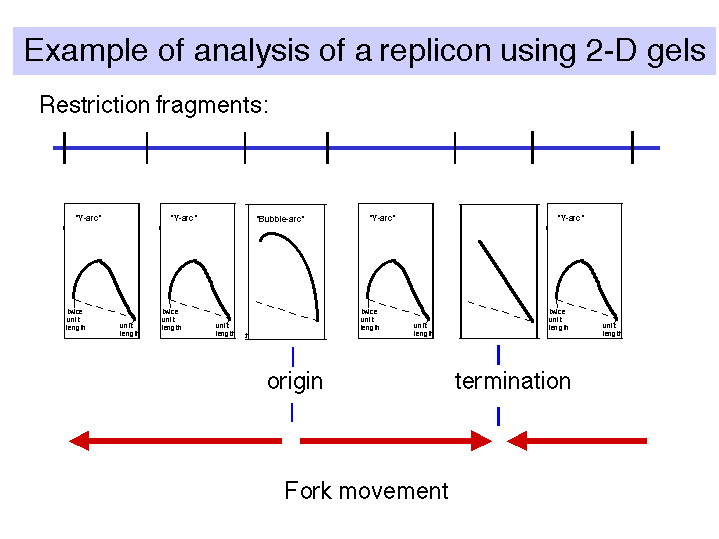 Example of analysis of a replicon using 2-D gels
Restriction fragments:
"Y-arc"
twice
unit
length
unit
length
"Y-arc"
twice
unit
length
unit
length
"Bubble-arc"
"Y-arc"
twice
unit
length
unit
length
"Y-arc"
twice
unit
length
unit
length
origin
termination
Fork movement